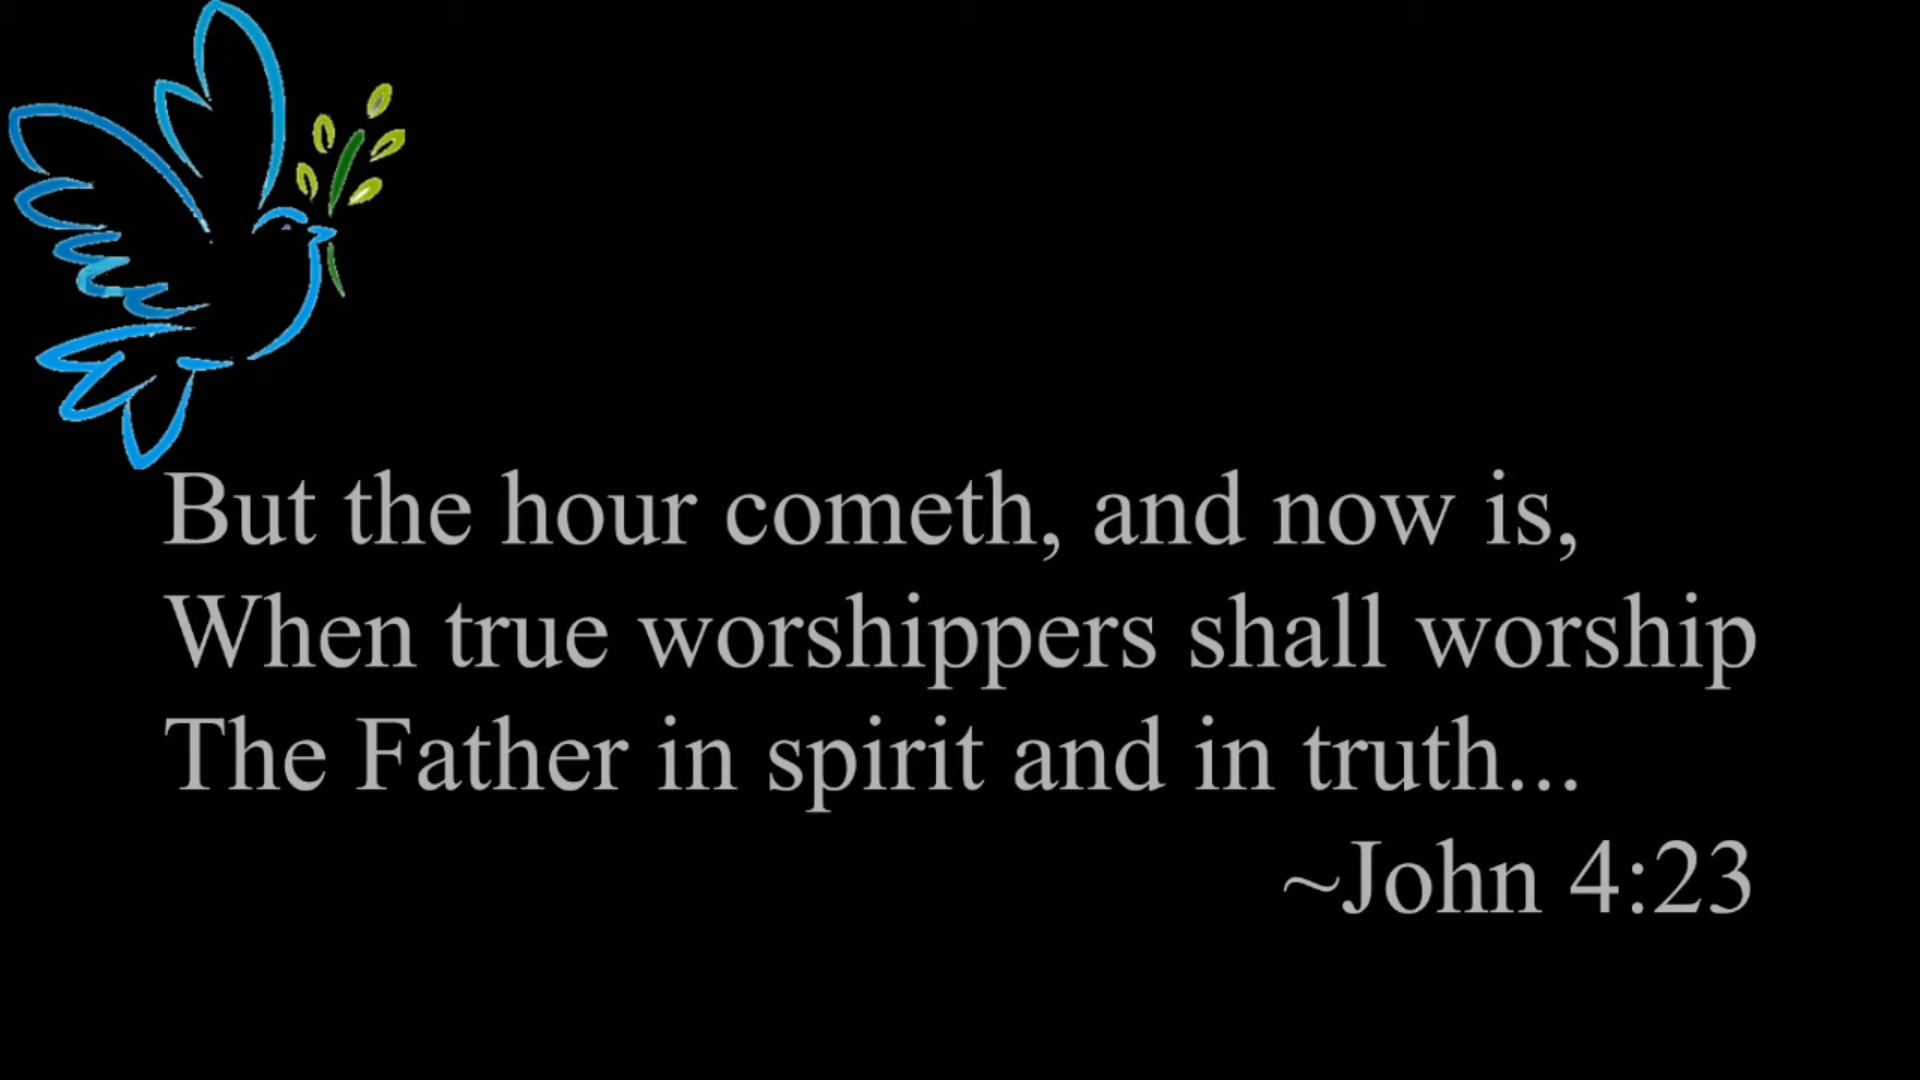 But the hour cometh, and now is,
When true worshippers shall worship
The Father in spirit and in truth...
~John 4:23